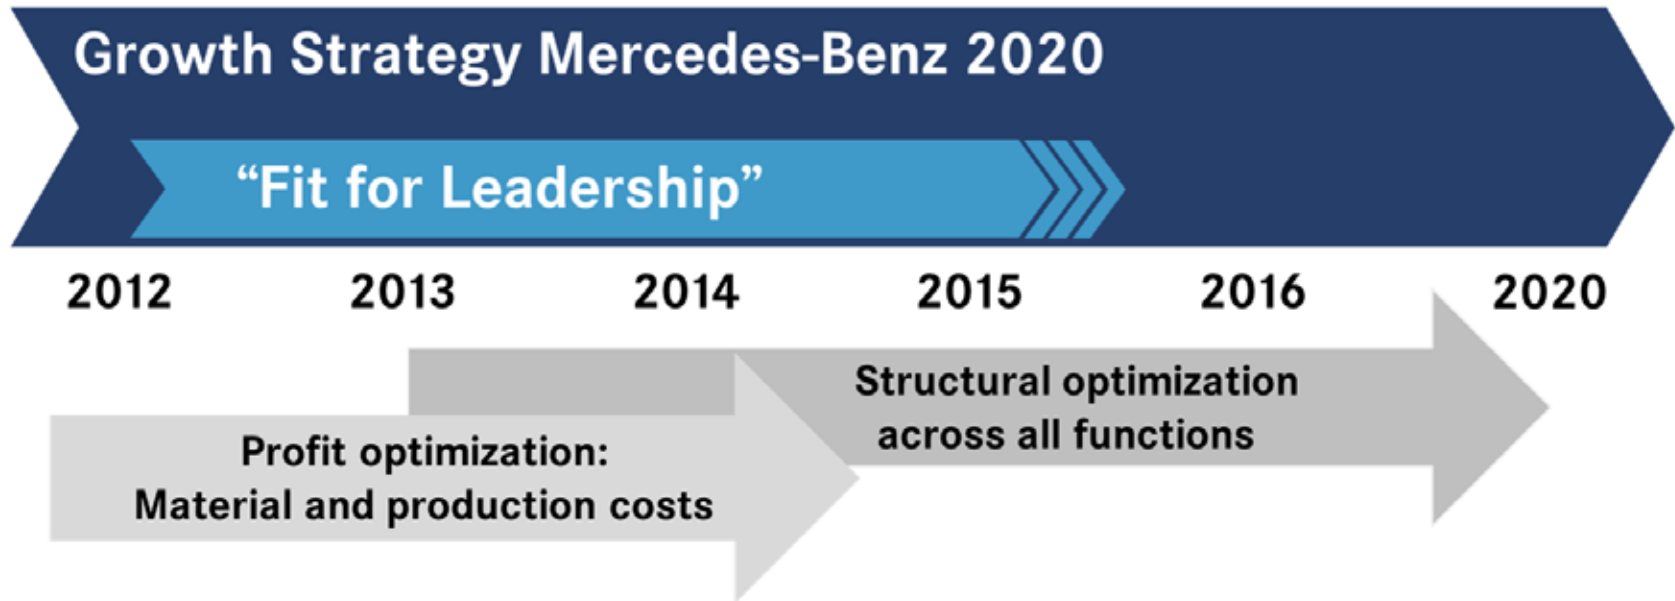 Growth Strategy Mercedes-Benz 2020
“Fit for Leadership”
2012 2013 2014 2015 2016 2020
Structural optimization
across all functions
Profit optimization:
Material and production costs